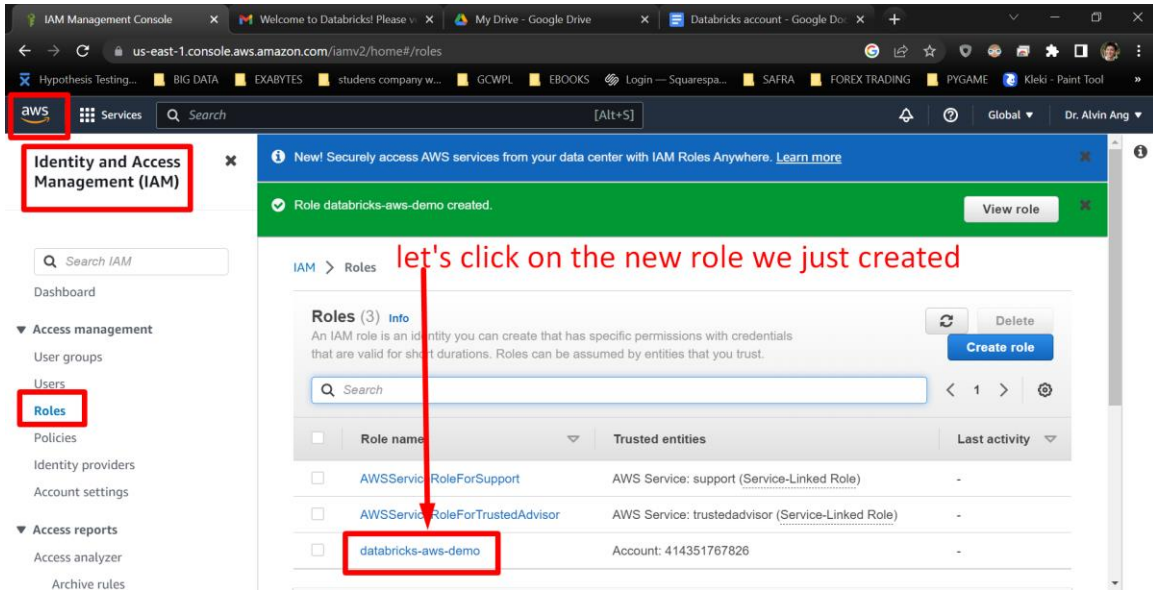 IAM Management Console
Welcome to Databricks! Please v
My Drive - Google Drive
Databricks account - Google Doc
us-east-1.console.aws.amazon.com/iamv2/home#/roles
Hypothesis Testing...
BIG DATA
EXABYTES
studens company w...
GCWPL
EBOOKS
Login — Squarespa...
SAFRA
FOREX TRADING
PYGAME
Kleki - Paint Tool
»
aws
Services
Search
[Alt+S]
Global
Dr. Alvin Ang
Identity and Access
Management (IAM)
Search IAM
Dashboard
Access management
User groups
Users
Roles
Policies
Identity providers
Account settings
Access reports
Access analyzer
Archive rules
New! Securely access AWS services from your data center with IAM Roles Anywhere. Learn more
Role databricks-aws-demo created.
View role
let's click on the new role we just created
IAM > Roles
Roles (3) Info
An IAM role is an identity you can create that has specific permissions with credentials
that are valid for short durations. Roles can be assumed by entities that you trust.
Delete
Create role
Search
< 1 >
Role name
Trusted entities
Last activity
AWSServiceRoleForSupport
AWS Service: support (Service-Linked Role)
-
AWSServiceRoleForTrustedAdvisor
AWS Service: trustedadvisor (Service-Linked Role)
-
databricks-aws-demo
Account: 414351767826
-